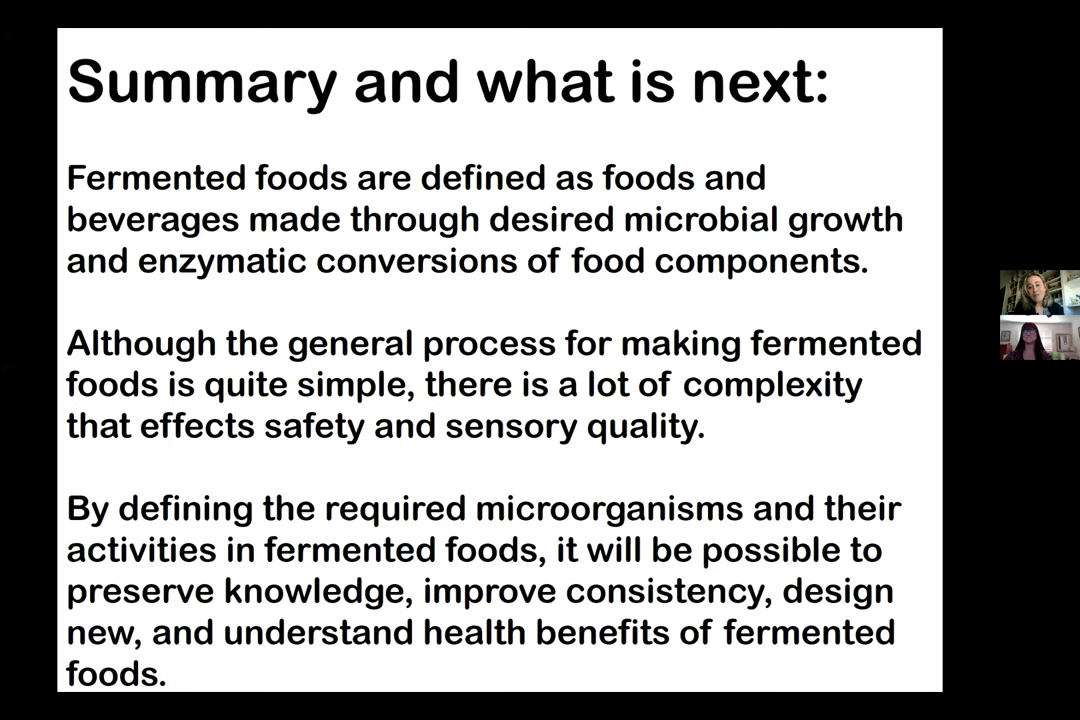 Summary and what is next:
Fermented foods are defined as foods and
beverages made through desired microbial growth
and enzymatic conversions of food components.
Although the general process for making fermented
foods is quite simple, there is a lot of complexity
that effects safety and sensory quality.
By defining the required microorganisms and their
activities in fermented foods, it will be possible to
preserve knowledge, improve consistency, design
new, and understand health benefits of fermented
foods.